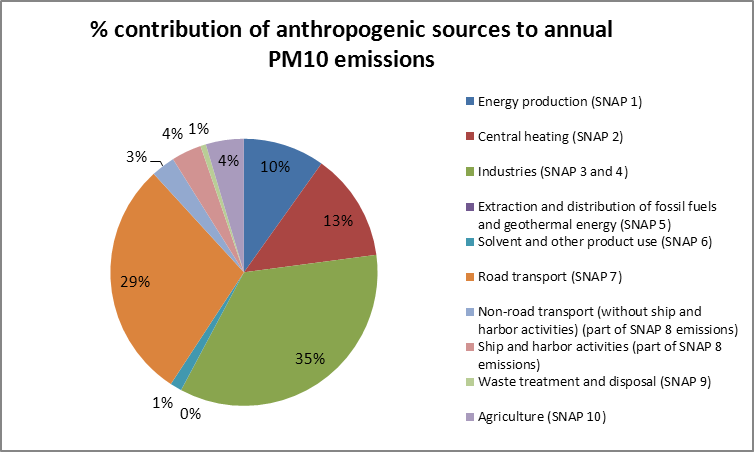 % contribution of anthropogenic sources to annual
PM10 emissions
4%
1%
3%
4%
10%
13%
29%
35%
1%
0%
Energy production (SNAP 1)
Central heating (SNAP 2)
Industries (SNAP 3 and 4)
Extraction and distribution of fossil fuels
and geothermal energy (SNAP 5)
Solvent and other product use (SNAP 6)
Road transport (SNAP 7)
Non-road transport (without ship and
harbor activities) (part of SNAP 8 emissions)
Ship and harbor activities (part of SNAP 8
emissions)
Waste treatment and disposal (SNAP 9)
Agriculture (SNAP 10)